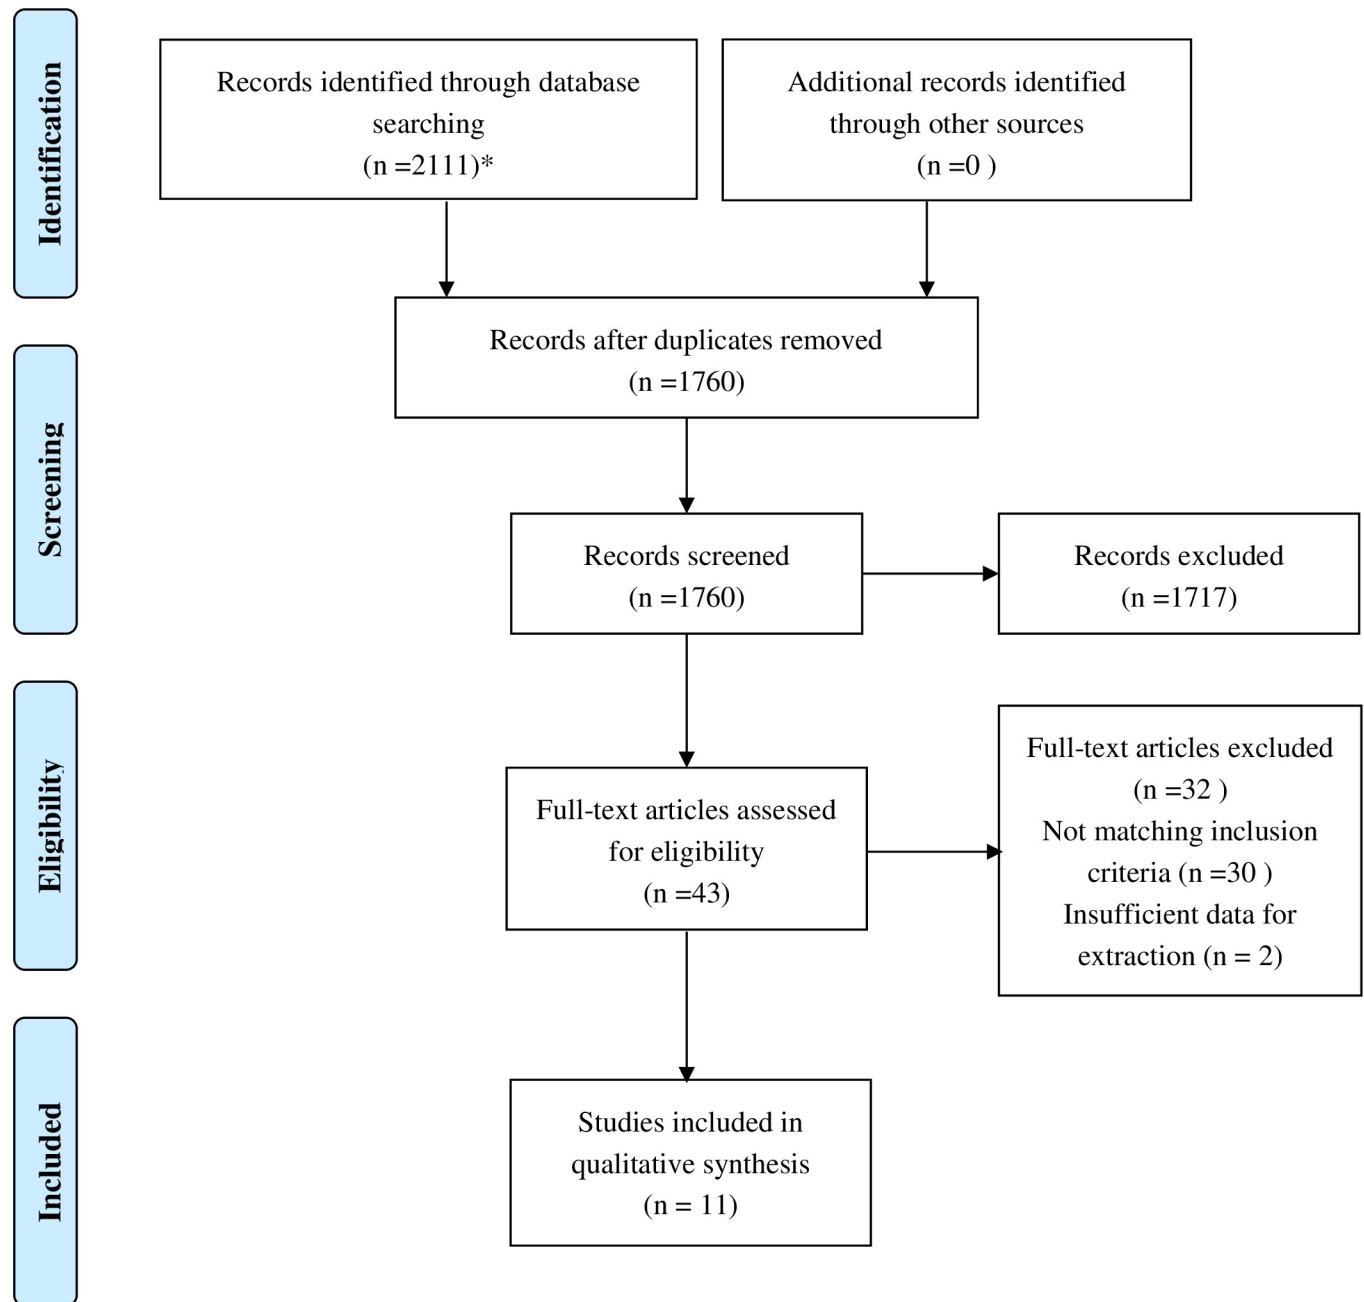 Identification
Records identified through database
searching
(n =2111)*
Additional records identified
through other sources
(n =0 )
Records after duplicates removed
(n =1760)
Screening
Records screened
(n =1760)
Records excluded
(n =1717)
Eligibility
Full-text articles assessed
for eligibility
(n =43)
Full-text articles excluded
(n =32 )
Not matching inclusion
criteria (n =30 )
Insufficient data for
extraction (n = 2)
Included
Studies included in
qualitative synthesis
(n = 11)